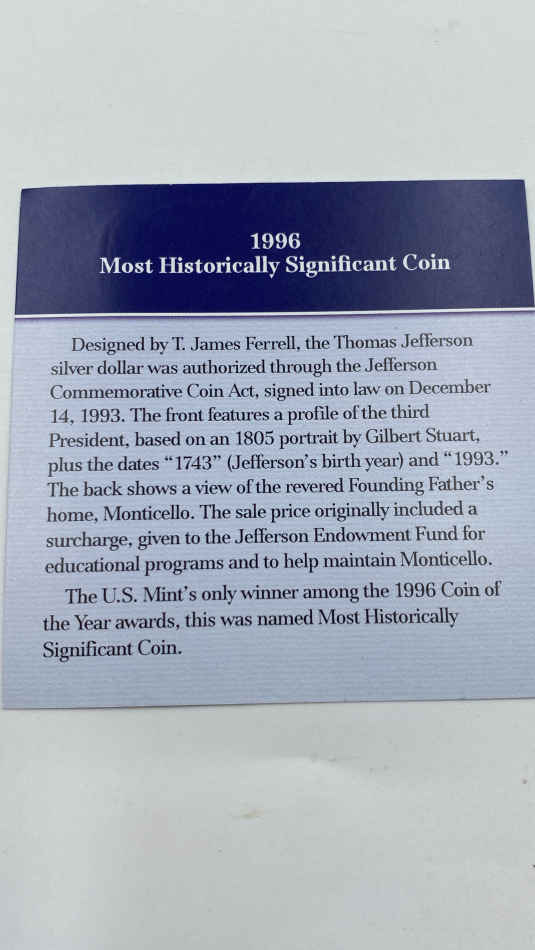 1996
Most Historically Significant Coin
Designed by T. James Ferrell, the Thomas Jefferson
silver dollar was authorized through the Jefferson
Commemorative Coin Act, signed into law on December
14, 1993. The front features a profile of the third
President, based on an 1805 portrait by Gilbert Stuart,
plus the dates “1743” (Jefferson’s birth year) and “1993.”
The back shows a view of the revered Founding Father’s
home, Monticello. The sale price originally included a
surcharge, given to the Jefferson Endowment Fund for
educational programs and to help maintain Monticello.
The U.S. Mint’s only winner among the 1996 Coin of
the Year awards, this was named Most Historically
Significant Coin.